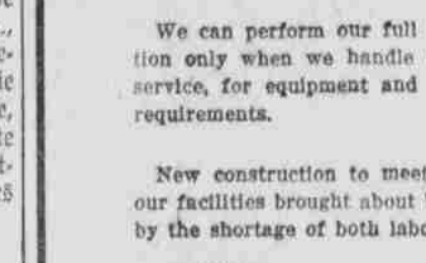 We can perform our full
tion only when we handle
service, for equipment and
requirements.
New construction to meet
our facilities brought about
by the shortage of both labo